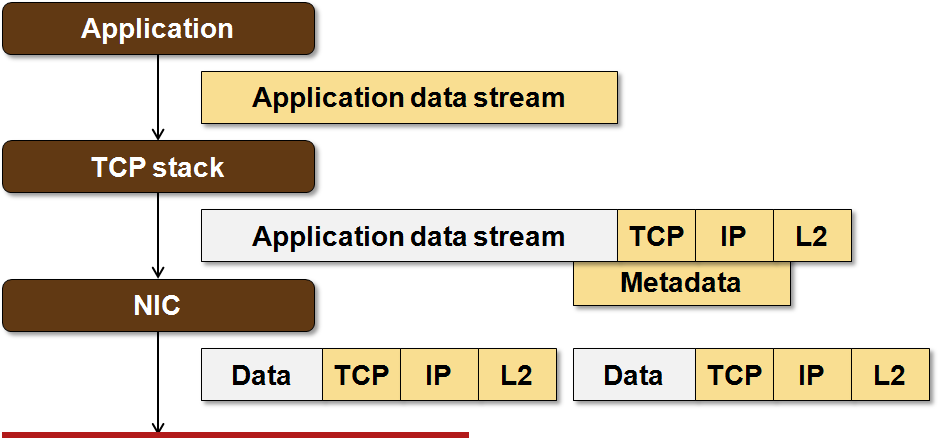 Application
Application data stream
TCP stack
Application data stream TCP IP L2
Metadata
NIC
Data TCP IP L2 Data TCP IP L2